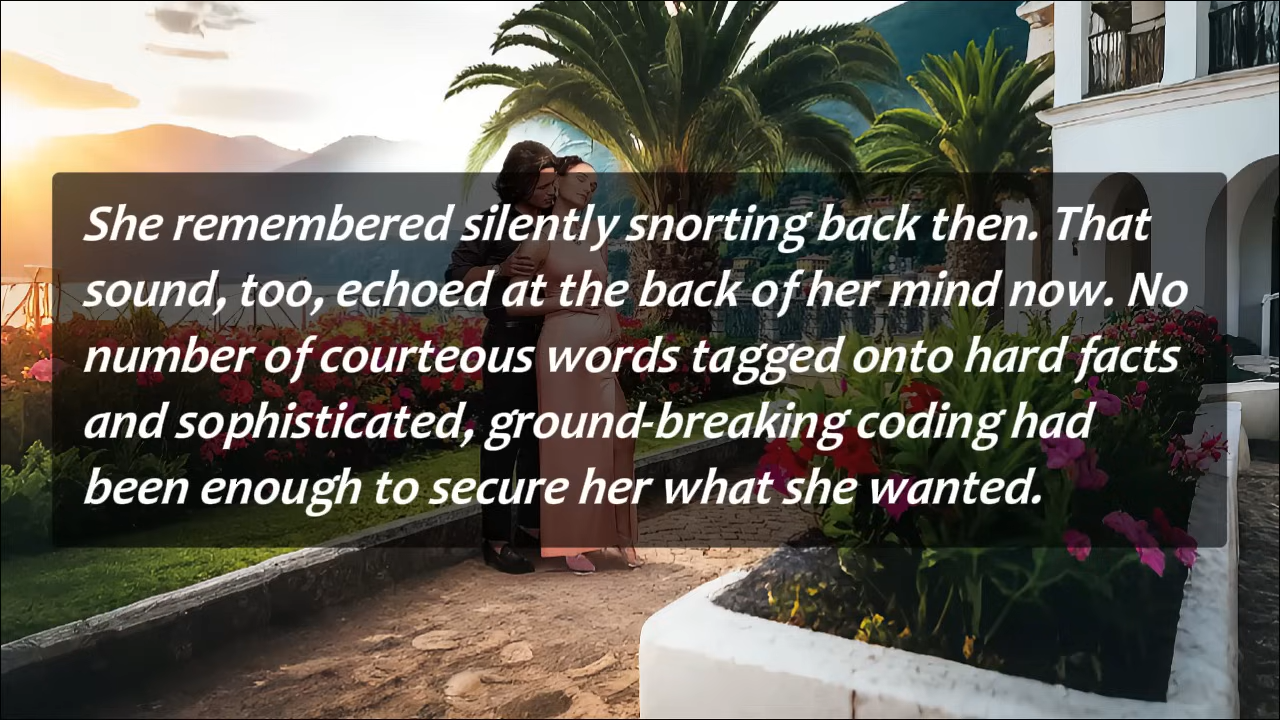 She remembered silently snorting back then. That
sound, too, echoed at the back of her mind now. No
number of courteous words tagged onto hard facts
and sophisticated, ground-breaking coding had
been enough to secure her what she wanted.